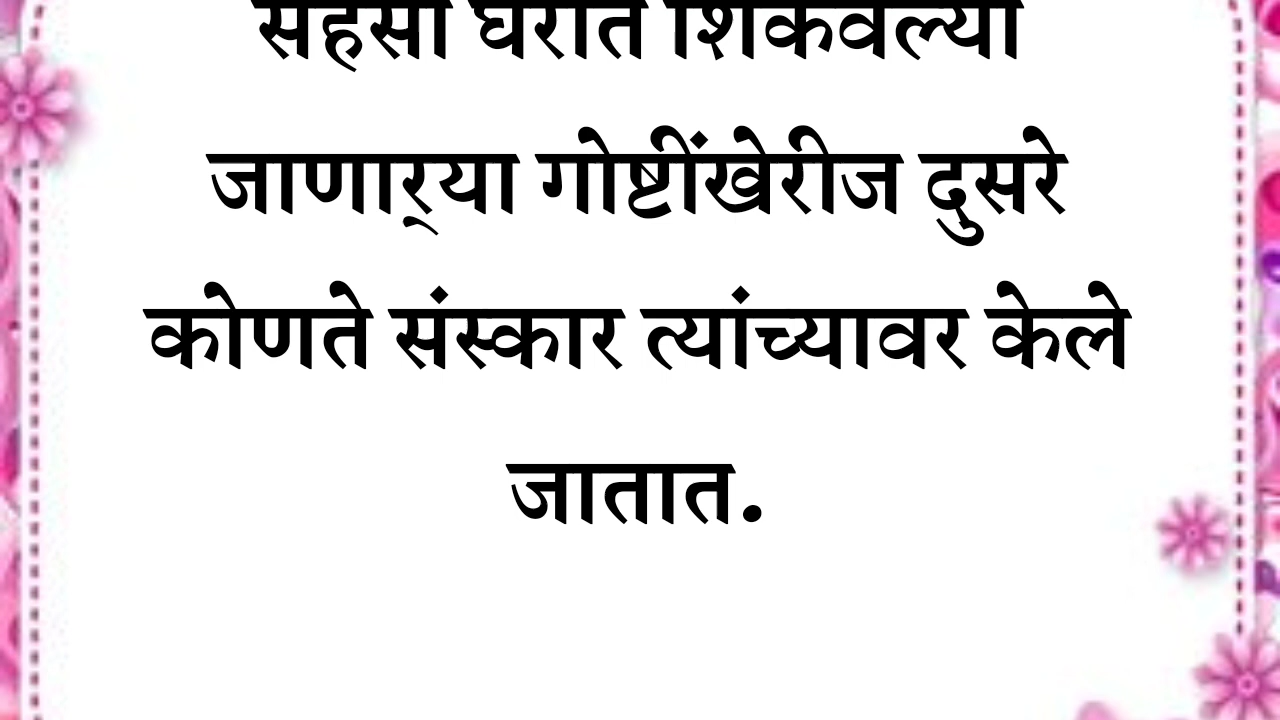 सहसा घरात शिकवल्या
जाणार्‍या गोष्टींखेरीज दुसरे
कोणते संस्कार त्यांच्यावर केले
जातात.